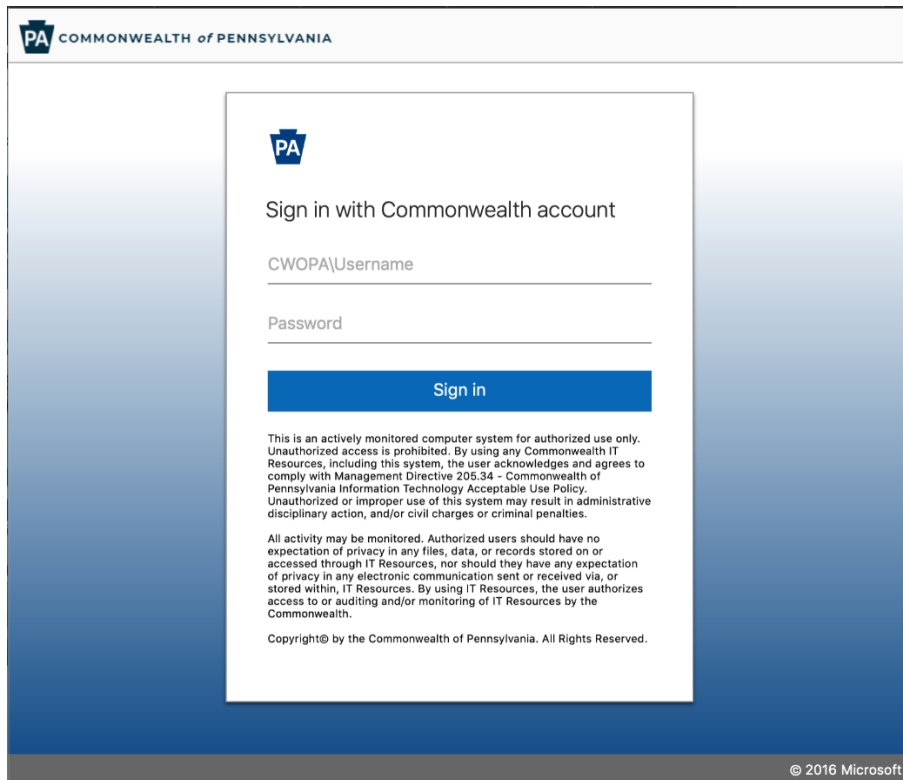 PA COMMONWEALTH of PENNSYLVANIA
PA
Sign in with Commonwealth account
CWOPA\Username
Password
Sign in
This is an actively monitored computer system for authorized use only.
Unauthorized access is prohibited. By using any Commonwealth IT
Resources, including this system, the user acknowledges and agrees to
comply with Management Directive 205.34 - Commonwealth of
Pennsylvania Information Technology Acceptable Use Policy.
Unauthorized or improper use of this system may result in administrative
disciplinary action, and/or civil charges or criminal penalties.
All activity may be monitored. Authorized users should have no
expectation of privacy in any files, data, or records stored on or
accessed through IT Resources, nor should they have any expectation
of privacy in any electronic communication sent or received via, or
stored within, IT Resources. By using IT Resources, the user authorizes
access to or auditing and/or monitoring of IT Resources by the
Commonwealth.
Copyright© by the Commonwealth of Pennsylvania. All Rights Reserved.
© 2016 Microsoft